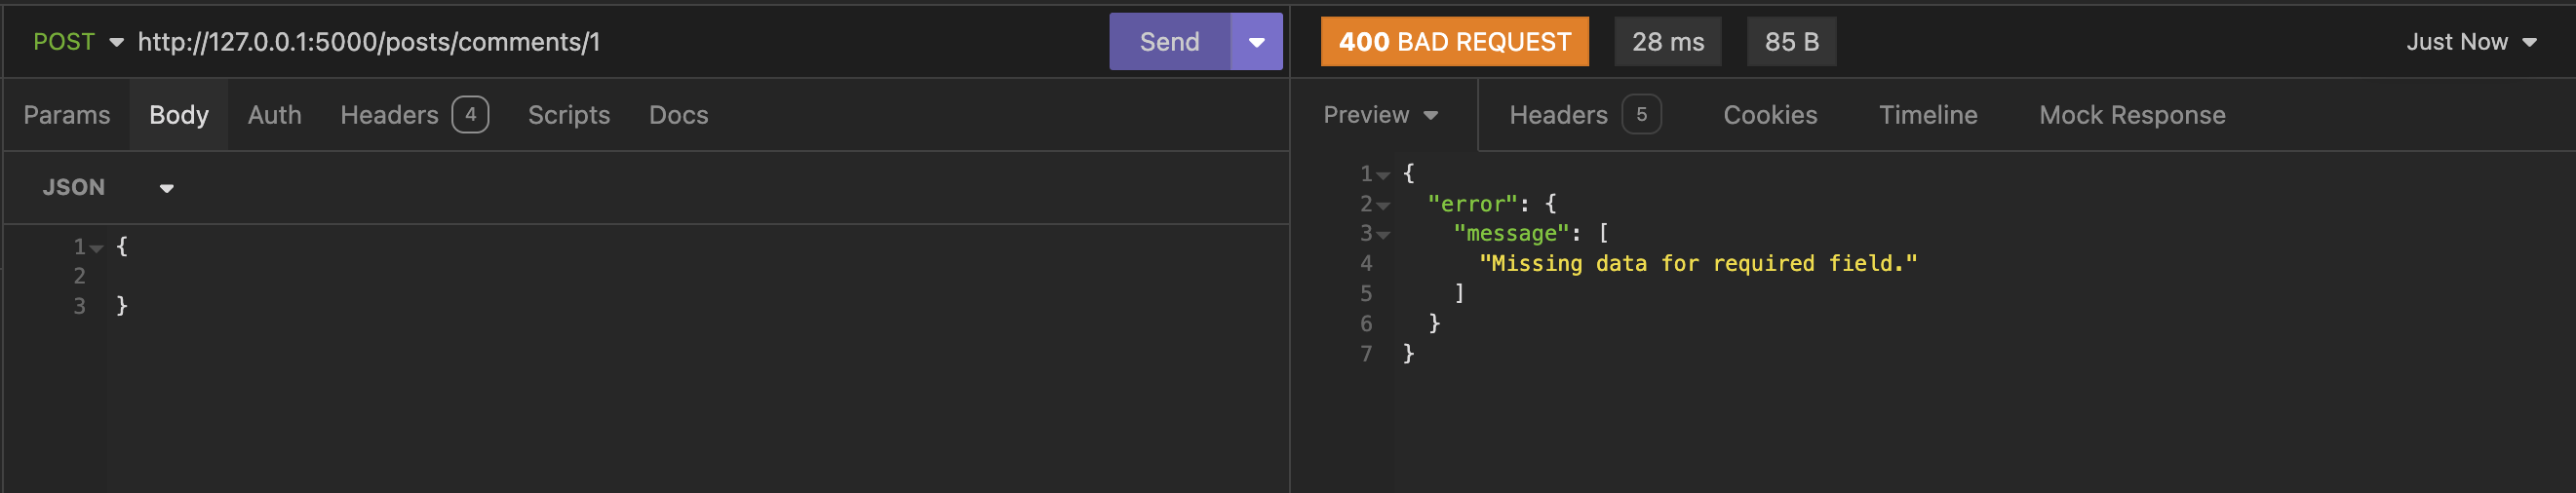 POST http://127.0.0.1:5000/posts/comments/1 Send 400 BAD REQUEST 28 ms 85 B Just Now
Params Body Auth Headers 4 Scripts Docs Preview Headers 5 Cookies Timeline Mock Response
JSON
1 {
2
3 }
1 {
2 "error": {
3 "message": [
4 "Missing data for required field."
5 ]
6 }
7 }